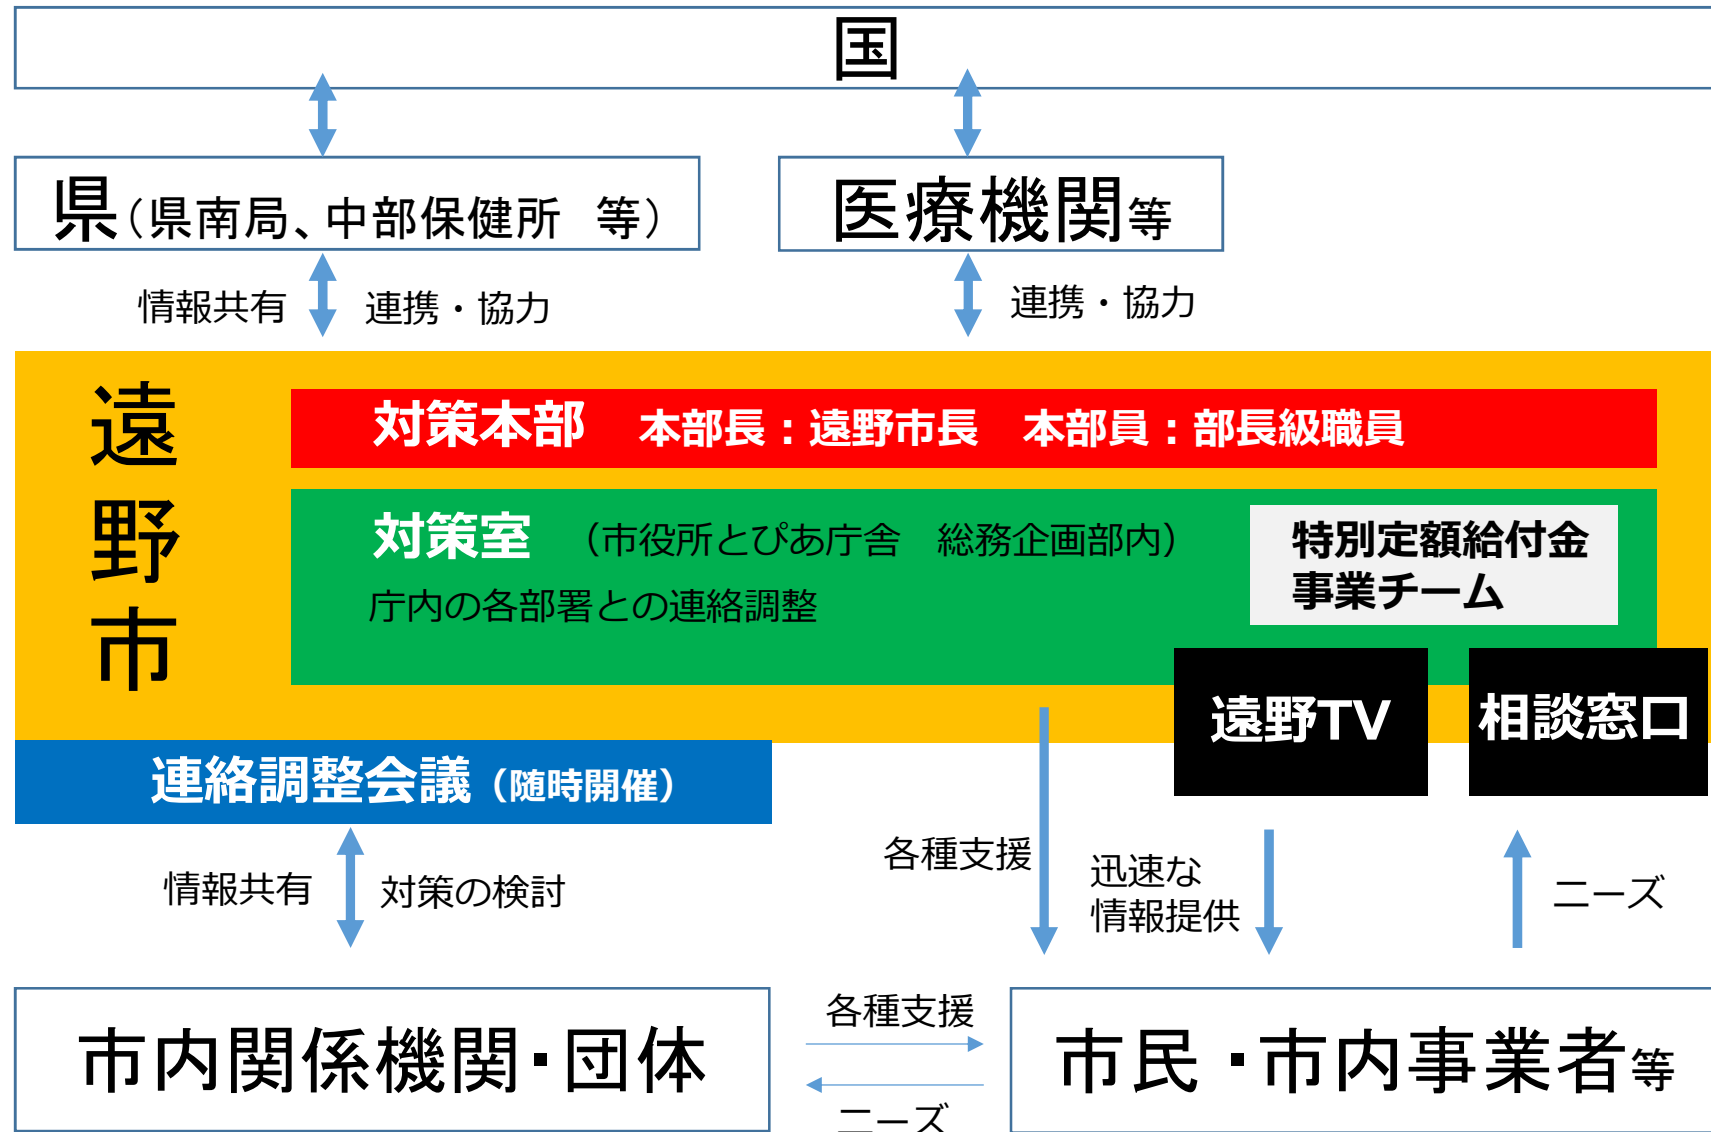 国
県（県南局、中部保健所　等）
医療機関等
情報共有
連携・協力
連携・協力
遠野市
対策本部　本部長：遠野市長　本部員：部長級職員
対策室　（市役所とぴあ庁舎　総務企画部内）
庁内の各部署との連絡調整
特別定額給付金
事業チーム
遠野TV
相談窓口
連絡調整会議（随時開催）
情報共有
対策の検討
各種支援
迅速な
情報提供
ニーズ
市内関係機関・団体
各種支援
ニーズ
市民・市内事業者等